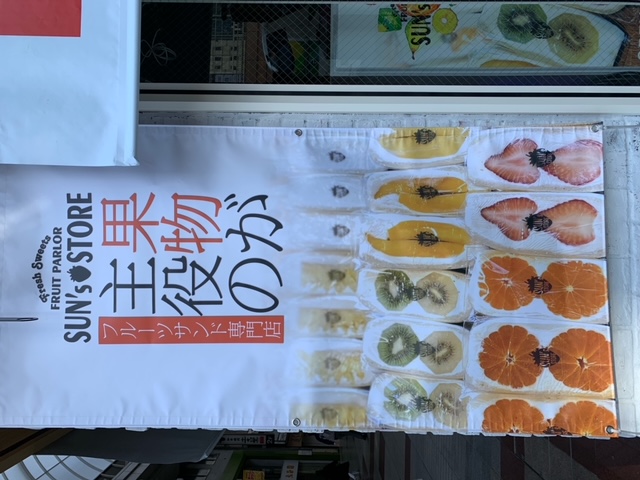 Fresh Sweets
FRUIT PARLOR
SUN's STORE
果物が
主役の
フルーツサンド専門店
SUN's